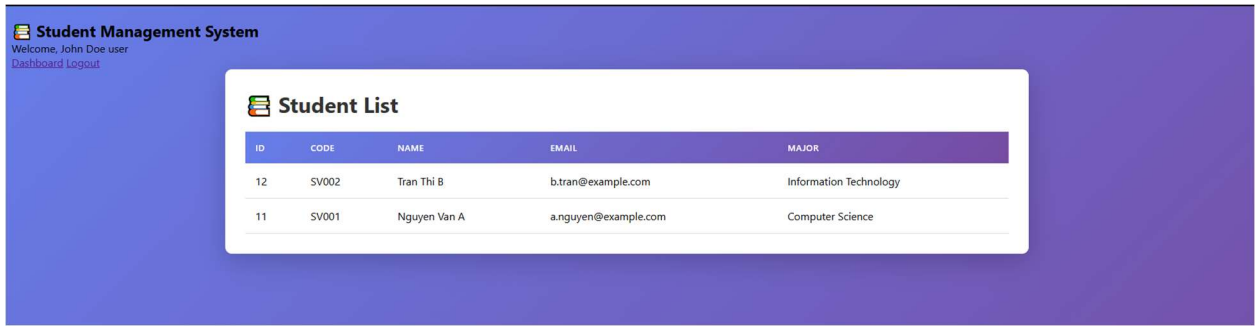 Student Management System
Welcome, John Doe user
Dashboard Logout
Student List
ID CODE NAME EMAIL MAJOR
12 SV002 Tran Thi B b.tran@example.com Information Technology
11 SV001 Nguyen Van A a.nguyen@example.com Computer Science